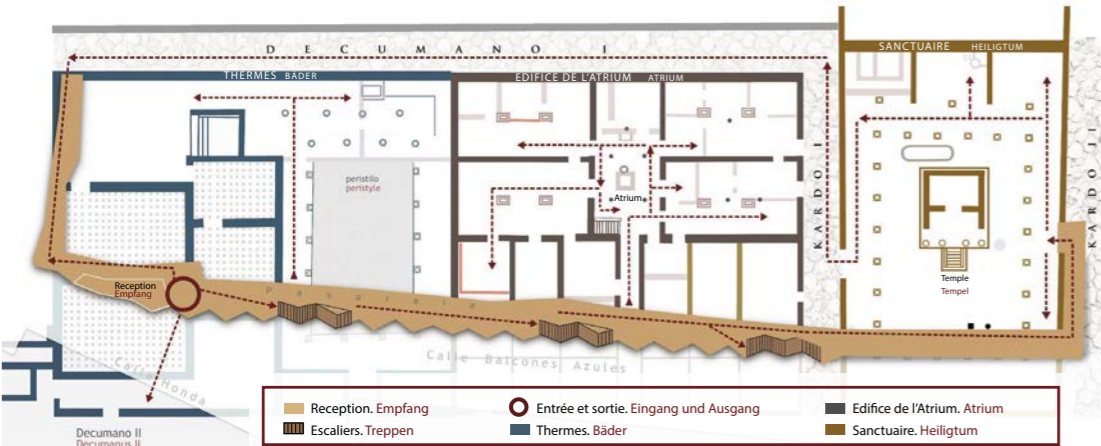 DECUMANO I
SANCTUAIRE HEILIGTUM
THERMES BÄDER
EDIFICE DE L'ATRIUM ATRIUM
KARDO I
KARDO II
peristilo
peristyle
Atrium
Temple
Tempel
Reception
Empfang
Pasarela
Calle Balcones Azules
Calle Honda
Decumano II
Decumanus II
Reception. Empfang
Entrée et sortie. Eingang und Ausgang
Edifice de l'Atrium. Atrium
Escaliers. Treppen
Thermes. Bäder
Sanctuaire. Heiligtum